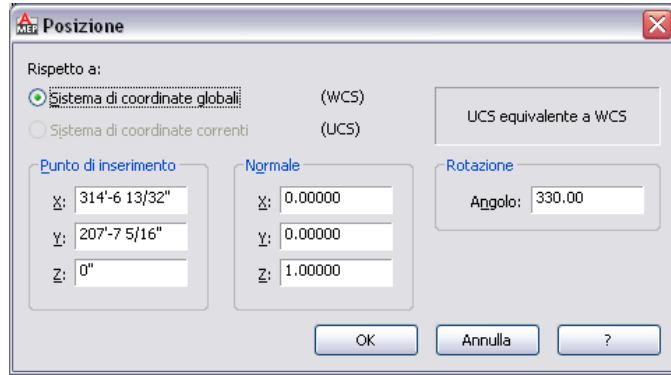 MEP Posizione
Rispetto a:
Sistema di coordinate globali (WCS)
Sistema di coordinate correnti (UCS)
UCS equivalente a WCS
Punto di inserimento
X: 314'-6 13/32"
Y: 207'-7 5/16"
Z: 0"
Normale
X: 0.00000
Y: 0.00000
Z: 1.00000
Rotazione
Angolo: 330.00
OK Annulla ?